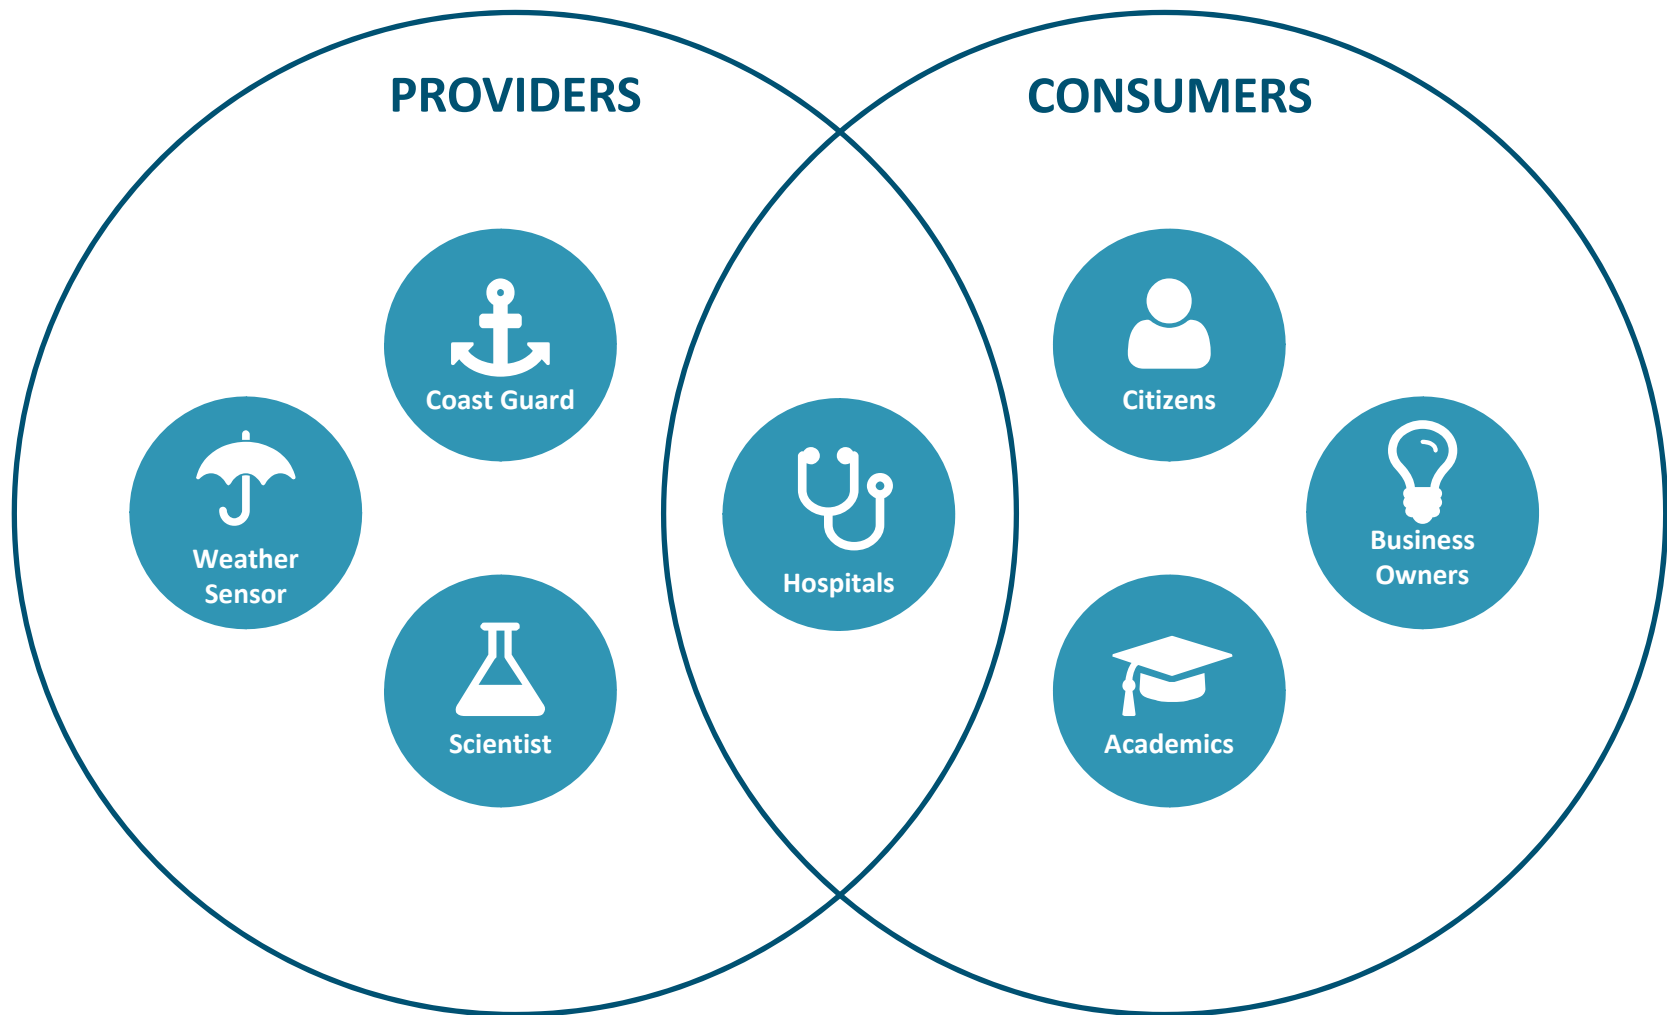 PROVIDERS
CONSUMERS
Coast Guard
Citizens
Weather
Sensor
Hospitals
Business
Owners
Scientist
Academics